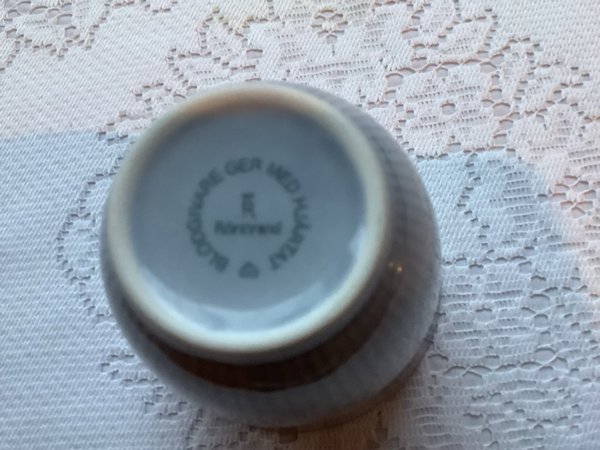 BLODGIVARE GER MED HJÄRTAT
Rörstrand